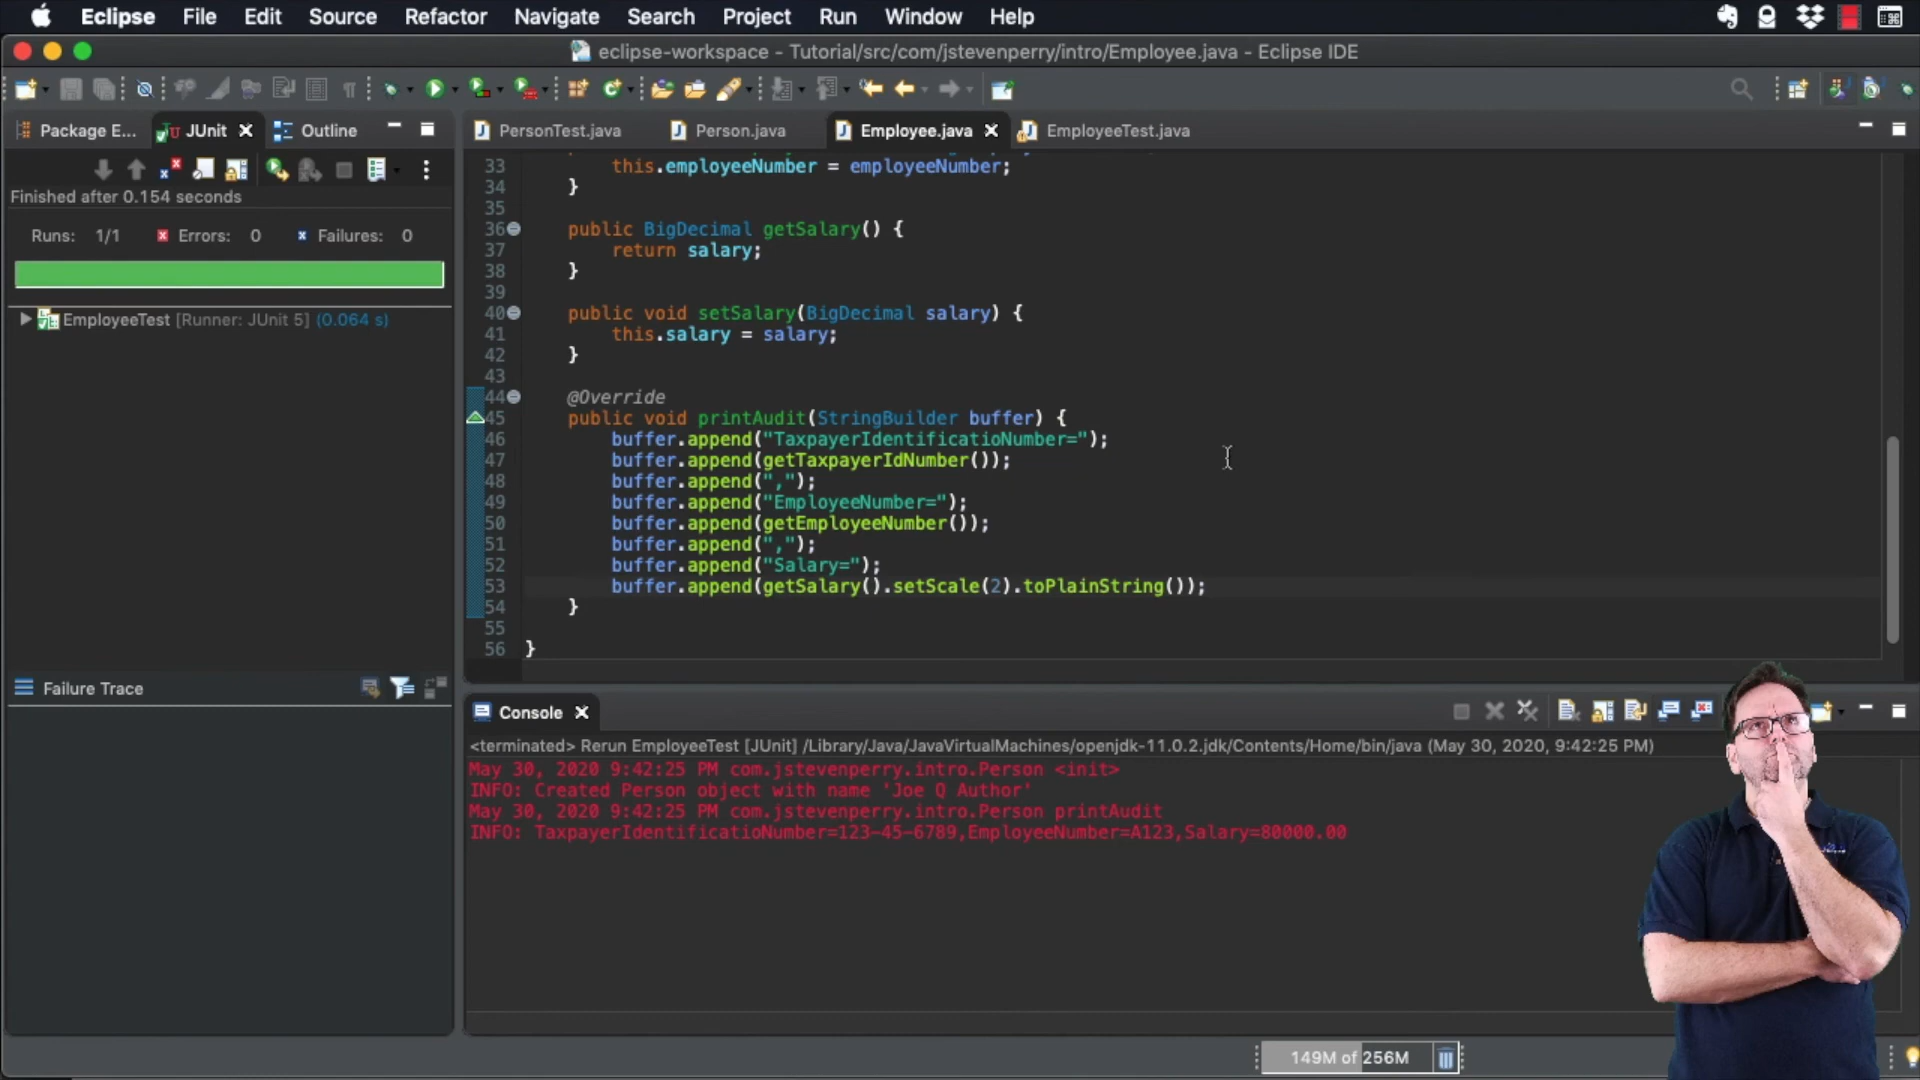 Eclipse File Edit Source Refactor Navigate Search Project Run Window Help
eclipse-workspace - Tutorial/src/com/jstevenperry/intro/Employee.java - Eclipse IDE
Package E... JUnit Outline
Finished after 0.154 seconds
Runs: 1/1 Errors: 0 Failures: 0
EmployeeTest [Runner: JUnit 5] (0.064 s)
Failure Trace
PersonTest.java Person.java Employee.java EmployeeTest.java
33 this.employeeNumber = employeeNumber;
34 }
35
36 public BigDecimal getSalary() {
37 return salary;
38 }
39
40 public void setSalary(BigDecimal salary) {
41 this.salary = salary;
42 }
43
44 @Override
45 public void printAudit(StringBuilder buffer) {
46 buffer.append("TaxpayerIdentificatioNumber=");
47 buffer.append(getTaxpayerIdNumber());
48 buffer.append(",");
49 buffer.append("EmployeeNumber=");
50 buffer.append(getEmployeeNumber());
51 buffer.append(",");
52 buffer.append("Salary=");
53 buffer.append(getSalary().setScale(2).toPlainString());
54 }
55
56 }
Console
<terminated> Rerun EmployeeTest [JUnit] /Library/Java/JavaVirtualMachines/openjdk-11.0.2.jdk/Contents/Home/bin/java (May 30, 2020, 9:42:25 PM)
May 30, 2020 9:42:25 PM com.jstevenperry.intro.Person <init>
INFO: Created Person object with name 'Joe Q Author'
May 30, 2020 9:42:25 PM com.jstevenperry.intro.Person printAudit
INFO: TaxpayerIdentificatioNumber=123-45-6789,EmployeeNumber=A123,Salary=80000.00
149M of 256M